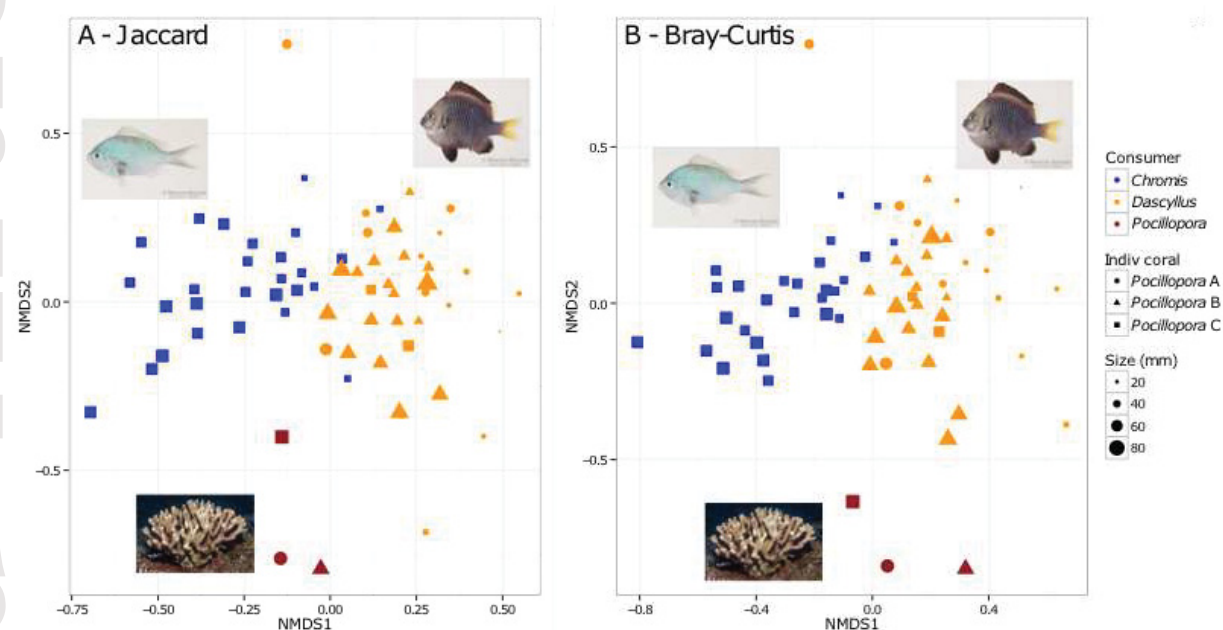 A - Jaccard
B - Bray-Curtis
0.5
0.0
−0.5
NMDS2
−0.75
−0.50
−0.25
0.00
0.25
0.50
NMDS1
0.5
0.0
−0.5
NMDS2
−0.8
−0.4
0.0
0.4
NMDS1
Consumer
Chromis
Dascyllus
Pocillopora
Indiv coral
Pocillopora A
Pocillopora B
Pocillopora C
Size (mm)
20
40
60
80